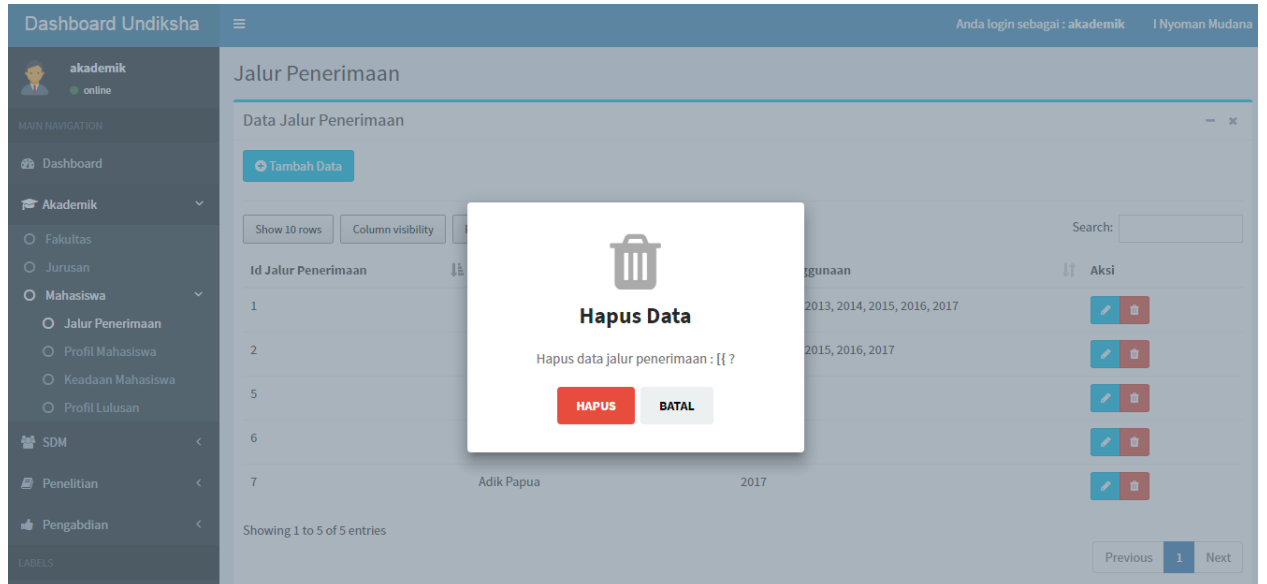 Dashboard Undiksha
Anda login sebagai : akademik I Nyoman Mudana
akademik
online
MAIN NAVIGATION
Dashboard
Akademik
Fakultas
Jurusan
Mahasiswa
Jalur Penerimaan
Profil Mahasiswa
Keadaan Mahasiswa
Profil Lulusan
SDM
Penelitian
Pengabdian
LABELS
Jalur Penerimaan
Data Jalur Penerimaan
Tambah Data
Show 10 rows Column visibility
Search:
Id Jalur Penerimaan Aksi
1 2013, 2014, 2015, 2016, 2017
2 2015, 2016, 2017
5
6
7 Adik Papua 2017
Showing 1 to 5 of 5 entries
Previous 1 Next
Hapus Data
Hapus data jalur penerimaan : [{ ?
HAPUS BATAL